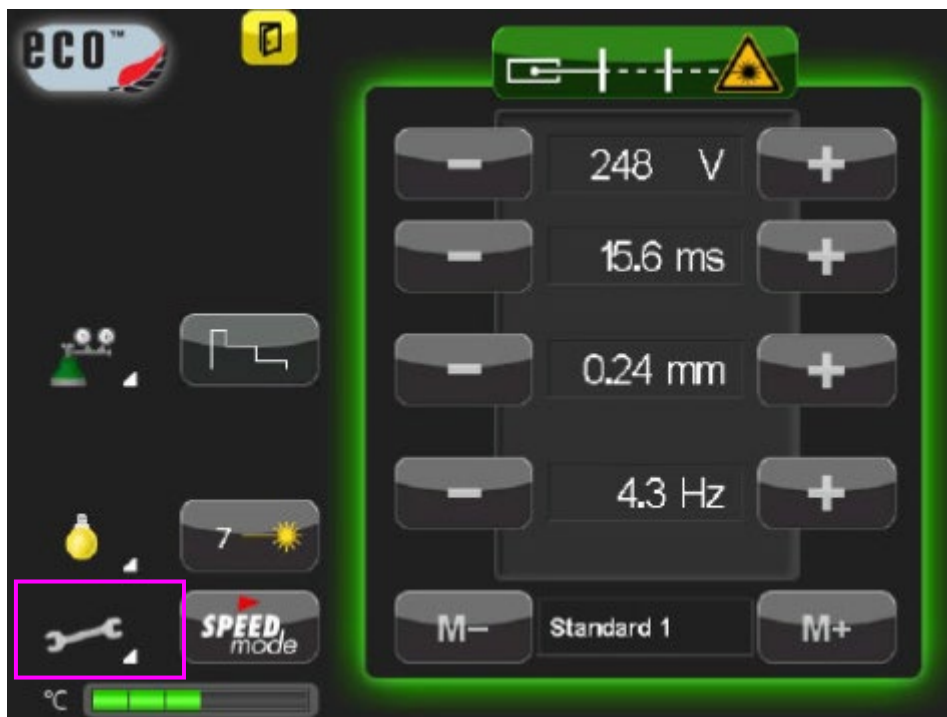 eco™
248 V
15.6 ms
0.24 mm
4.3 Hz
7
SPEED
mode
M− Standard 1 M+
°C